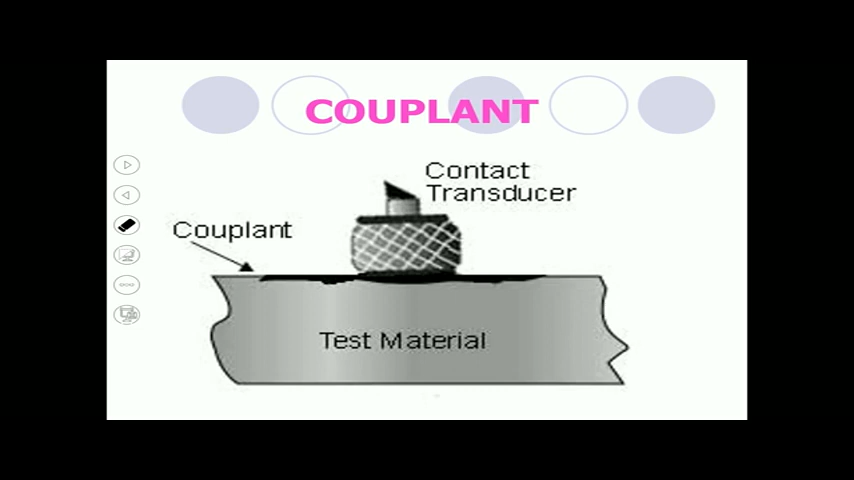 COUPLANT
Contact
Transducer
Couplant
Test Material